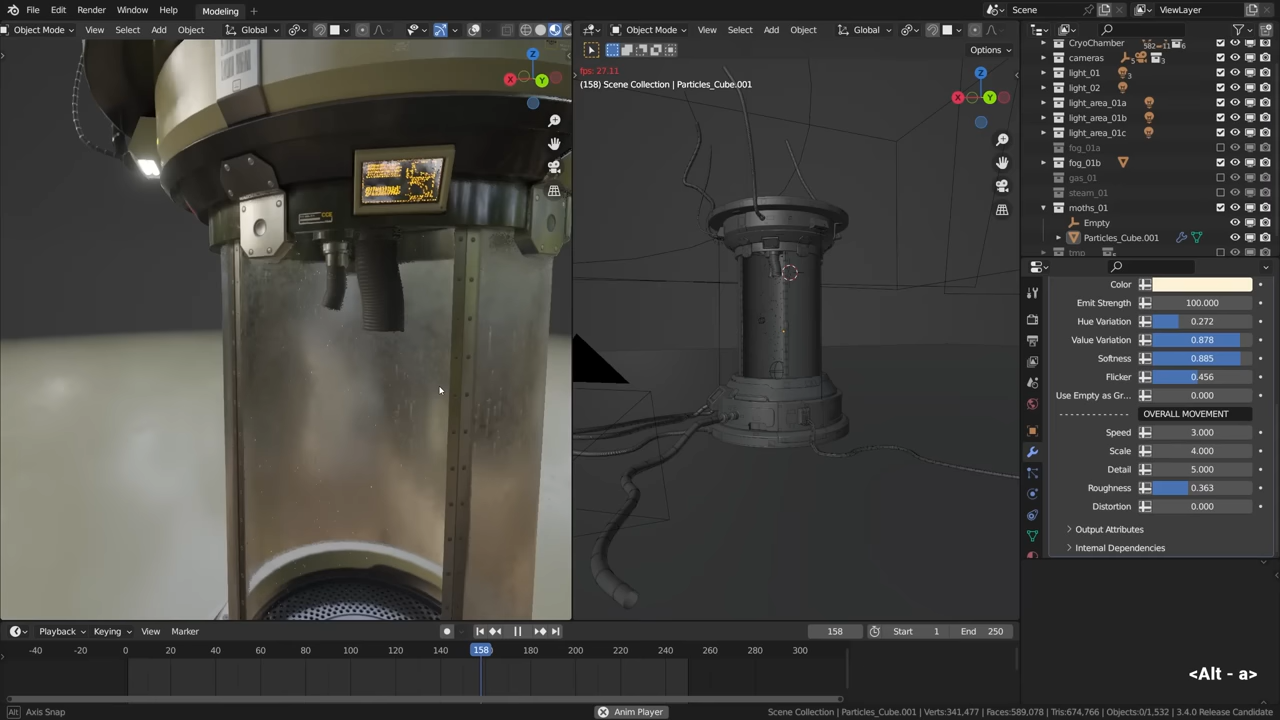 File Edit Render Window Help Modeling + Scene ViewLayer
Object Mode View Select Add Object Global
Object Mode View Select Add Object Global
Options
fps: 27.11
(158) Scene Collection | Particles_Cube.001
Z
X
Y
Z
X
Y
CryoChamber
cameras
light_01
light_02
light_area_01a
light_area_01b
light_area_01c
fog_01a
fog_01b
gas_01
steam_01
moths_01
Empty
Particles_Cube.001
tmp
Color
Emit Strength 100.000
Hue Variation 0.272
Value Variation 0.878
Softness 0.885
Flicker 0.456
Use Empty as Gr... 0.000
------------- OVERALL MOVEMENT
Speed 3.000
Scale 4.000
Detail 5.000
Roughness 0.363
Distortion 0.000
Output Attributes
Internal Dependencies
Playback Keying View Marker 158 Start 1 End 250
-40 -20 0 20 40 60 80 100 120 140 158 180 200 220 240 260 280 300
<Alt - a>
Alt Axis Snap Anim Player Scene Collection | Particles_Cube.001 | Verts:341,477 | Faces:589,078 | Tris:674,766 | Objects:0/1,532 | 3.4.0 Release Candidate